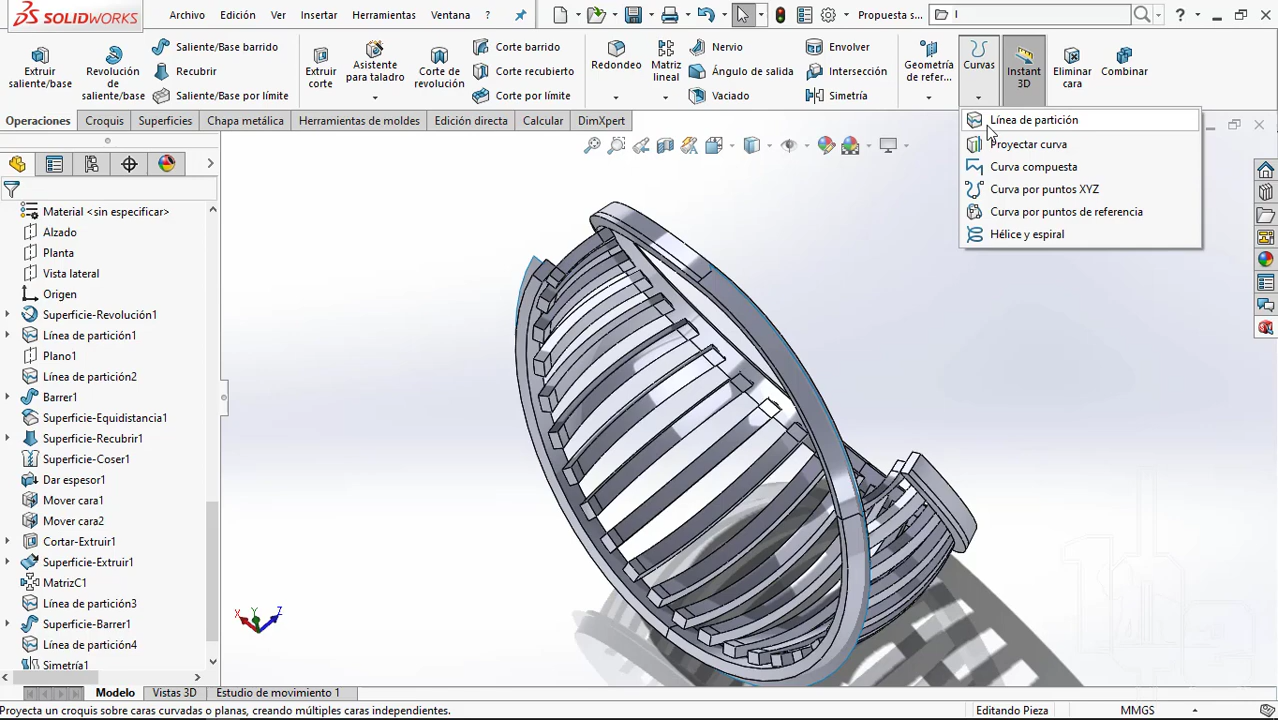 SOLIDWORKS
Archivo Edición Ver Insertar Herramientas Ventana ?
Propuesta s...
l
?
Extruir saliente/base
Revolución de saliente/base
Saliente/Base barrido
Recubrir
Saliente/Base por límite
Extruir corte
Asistente para taladro
Corte de revolución
Corte barrido
Corte recubierto
Corte por límite
Redondeo
Matriz lineal
Nervio
Ángulo de salida
Vaciado
Envolver
Intersección
Simetría
Geometría de refer...
Curvas
Instant 3D
Eliminar cara
Combinar
Operaciones Croquis Superficies Chapa metálica Herramientas de moldes Edición directa Calcular DimXpert
Línea de partición
Proyectar curva
Curva compuesta
Curva por puntos XYZ
Curva por puntos de referencia
Hélice y espiral
Material <sin especificar>
Alzado
Planta
Vista lateral
Origen
Superficie-Revolución1
Línea de partición1
Plano1
Línea de partición2
Barrer1
Superficie-Equidistancia1
Superficie-Recubrir1
Superficie-Coser1
Dar espesor1
Mover cara1
Mover cara2
Cortar-Extruir1
Superficie-Extruir1
MatrizC1
Línea de partición3
Superficie-Barrer1
Línea de partición4
Simetría1
X Y Z
Modelo Vistas 3D Estudio de movimiento 1
Proyecta un croquis sobre caras curvadas o planas, creando múltiples caras independientes.
Editando Pieza
MMGS